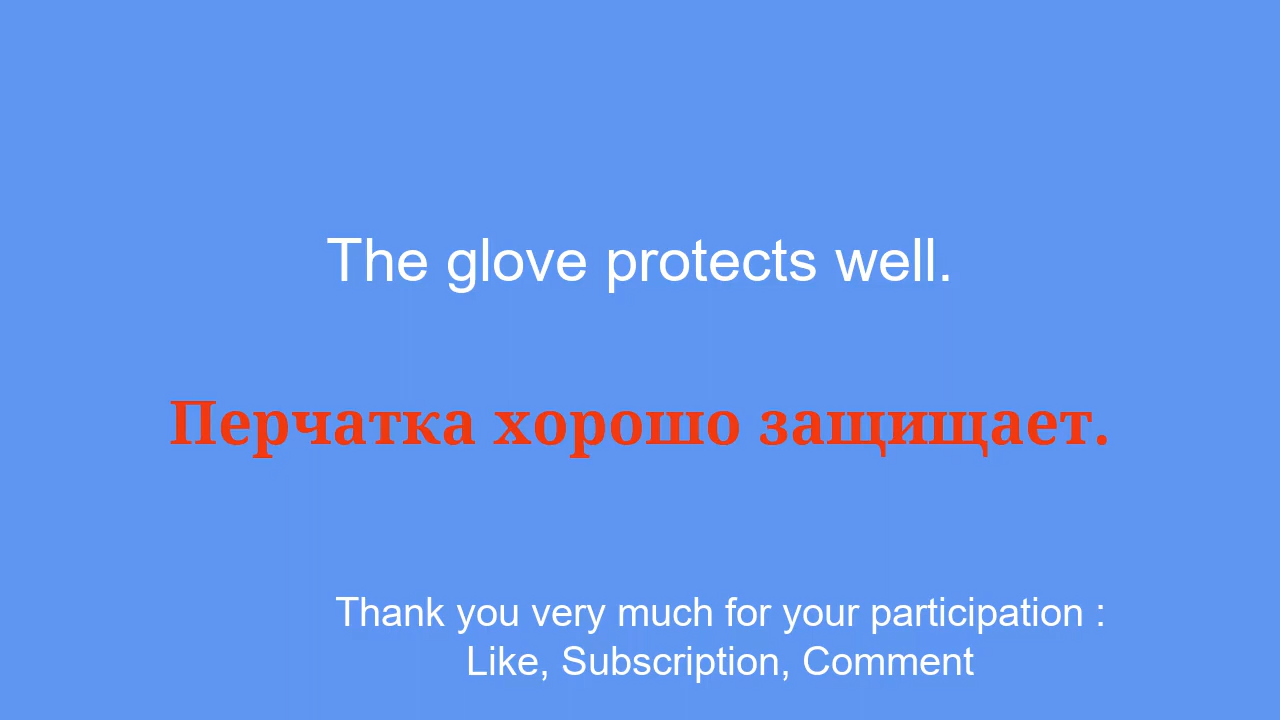 The glove protects well.
Перчатка хорошо защищает.
Thank you very much for your participation :
Like, Subscription, Comment